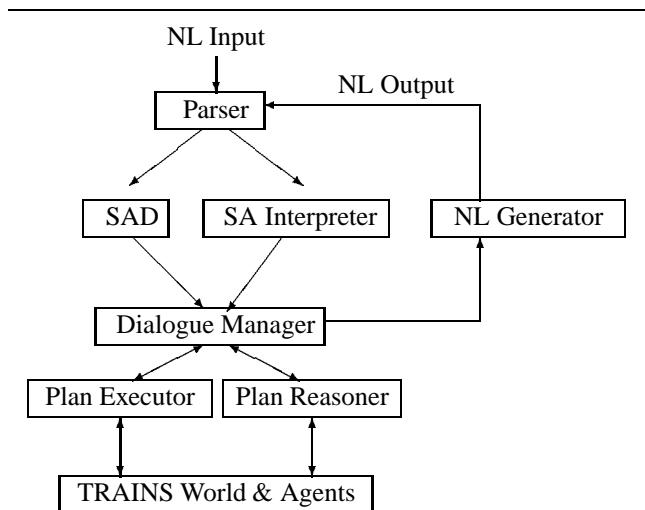 NL Input
NL Output
Parser
SAD
SA Interpreter
NL Generator
Dialogue Manager
Plan Executor
Plan Reasoner
TRAINS World & Agents